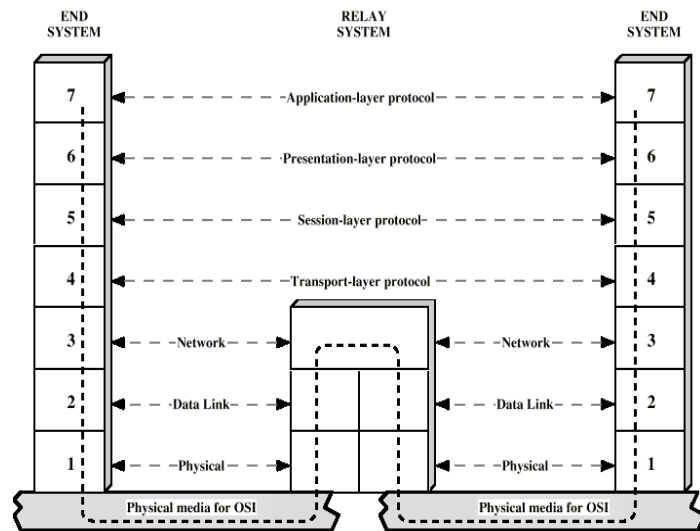 END
SYSTEM
RELAY
SYSTEM
END
SYSTEM
7
Application-layer protocol
7
6
Presentation-layer protocol
6
5
Session-layer protocol
5
4
Transport-layer protocol
4
3
Network
Network
3
2
Data Link
Data Link
2
1
Physical
Physical
1
Physical media for OSI
Physical media for OSI